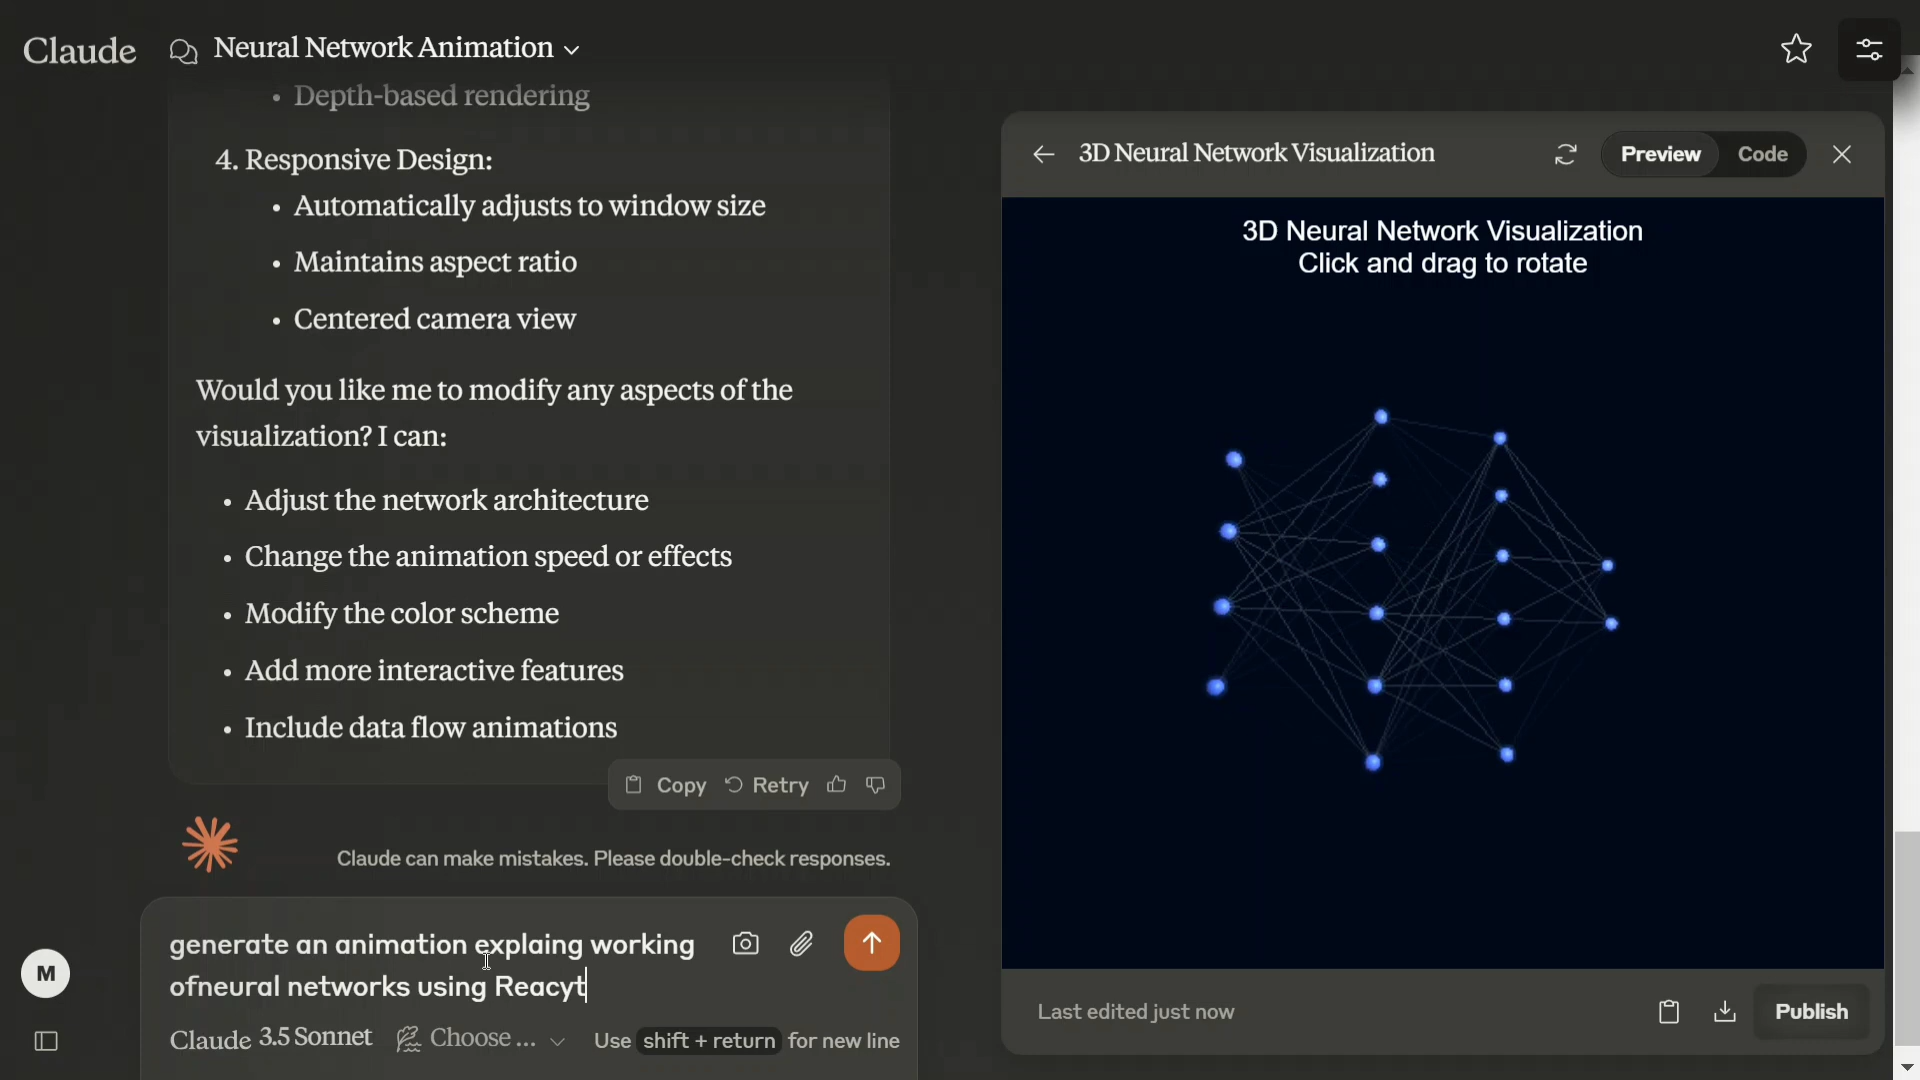 Claude
Neural Network Animation
• Depth-based rendering
4. Responsive Design:
• Automatically adjusts to window size
• Maintains aspect ratio
• Centered camera view
Would you like me to modify any aspects of the
visualization? I can:
• Adjust the network architecture
• Change the animation speed or effects
• Modify the color scheme
• Add more interactive features
• Include data flow animations
Copy Retry
Claude can make mistakes. Please double-check responses.
generate an animation explaing working
ofneural networks using Reacyt
Claude 3.5 Sonnet Choose ... Use shift + return for new line
M
3D Neural Network Visualization Preview Code
3D Neural Network Visualization
Click and drag to rotate
Last edited just now Publish